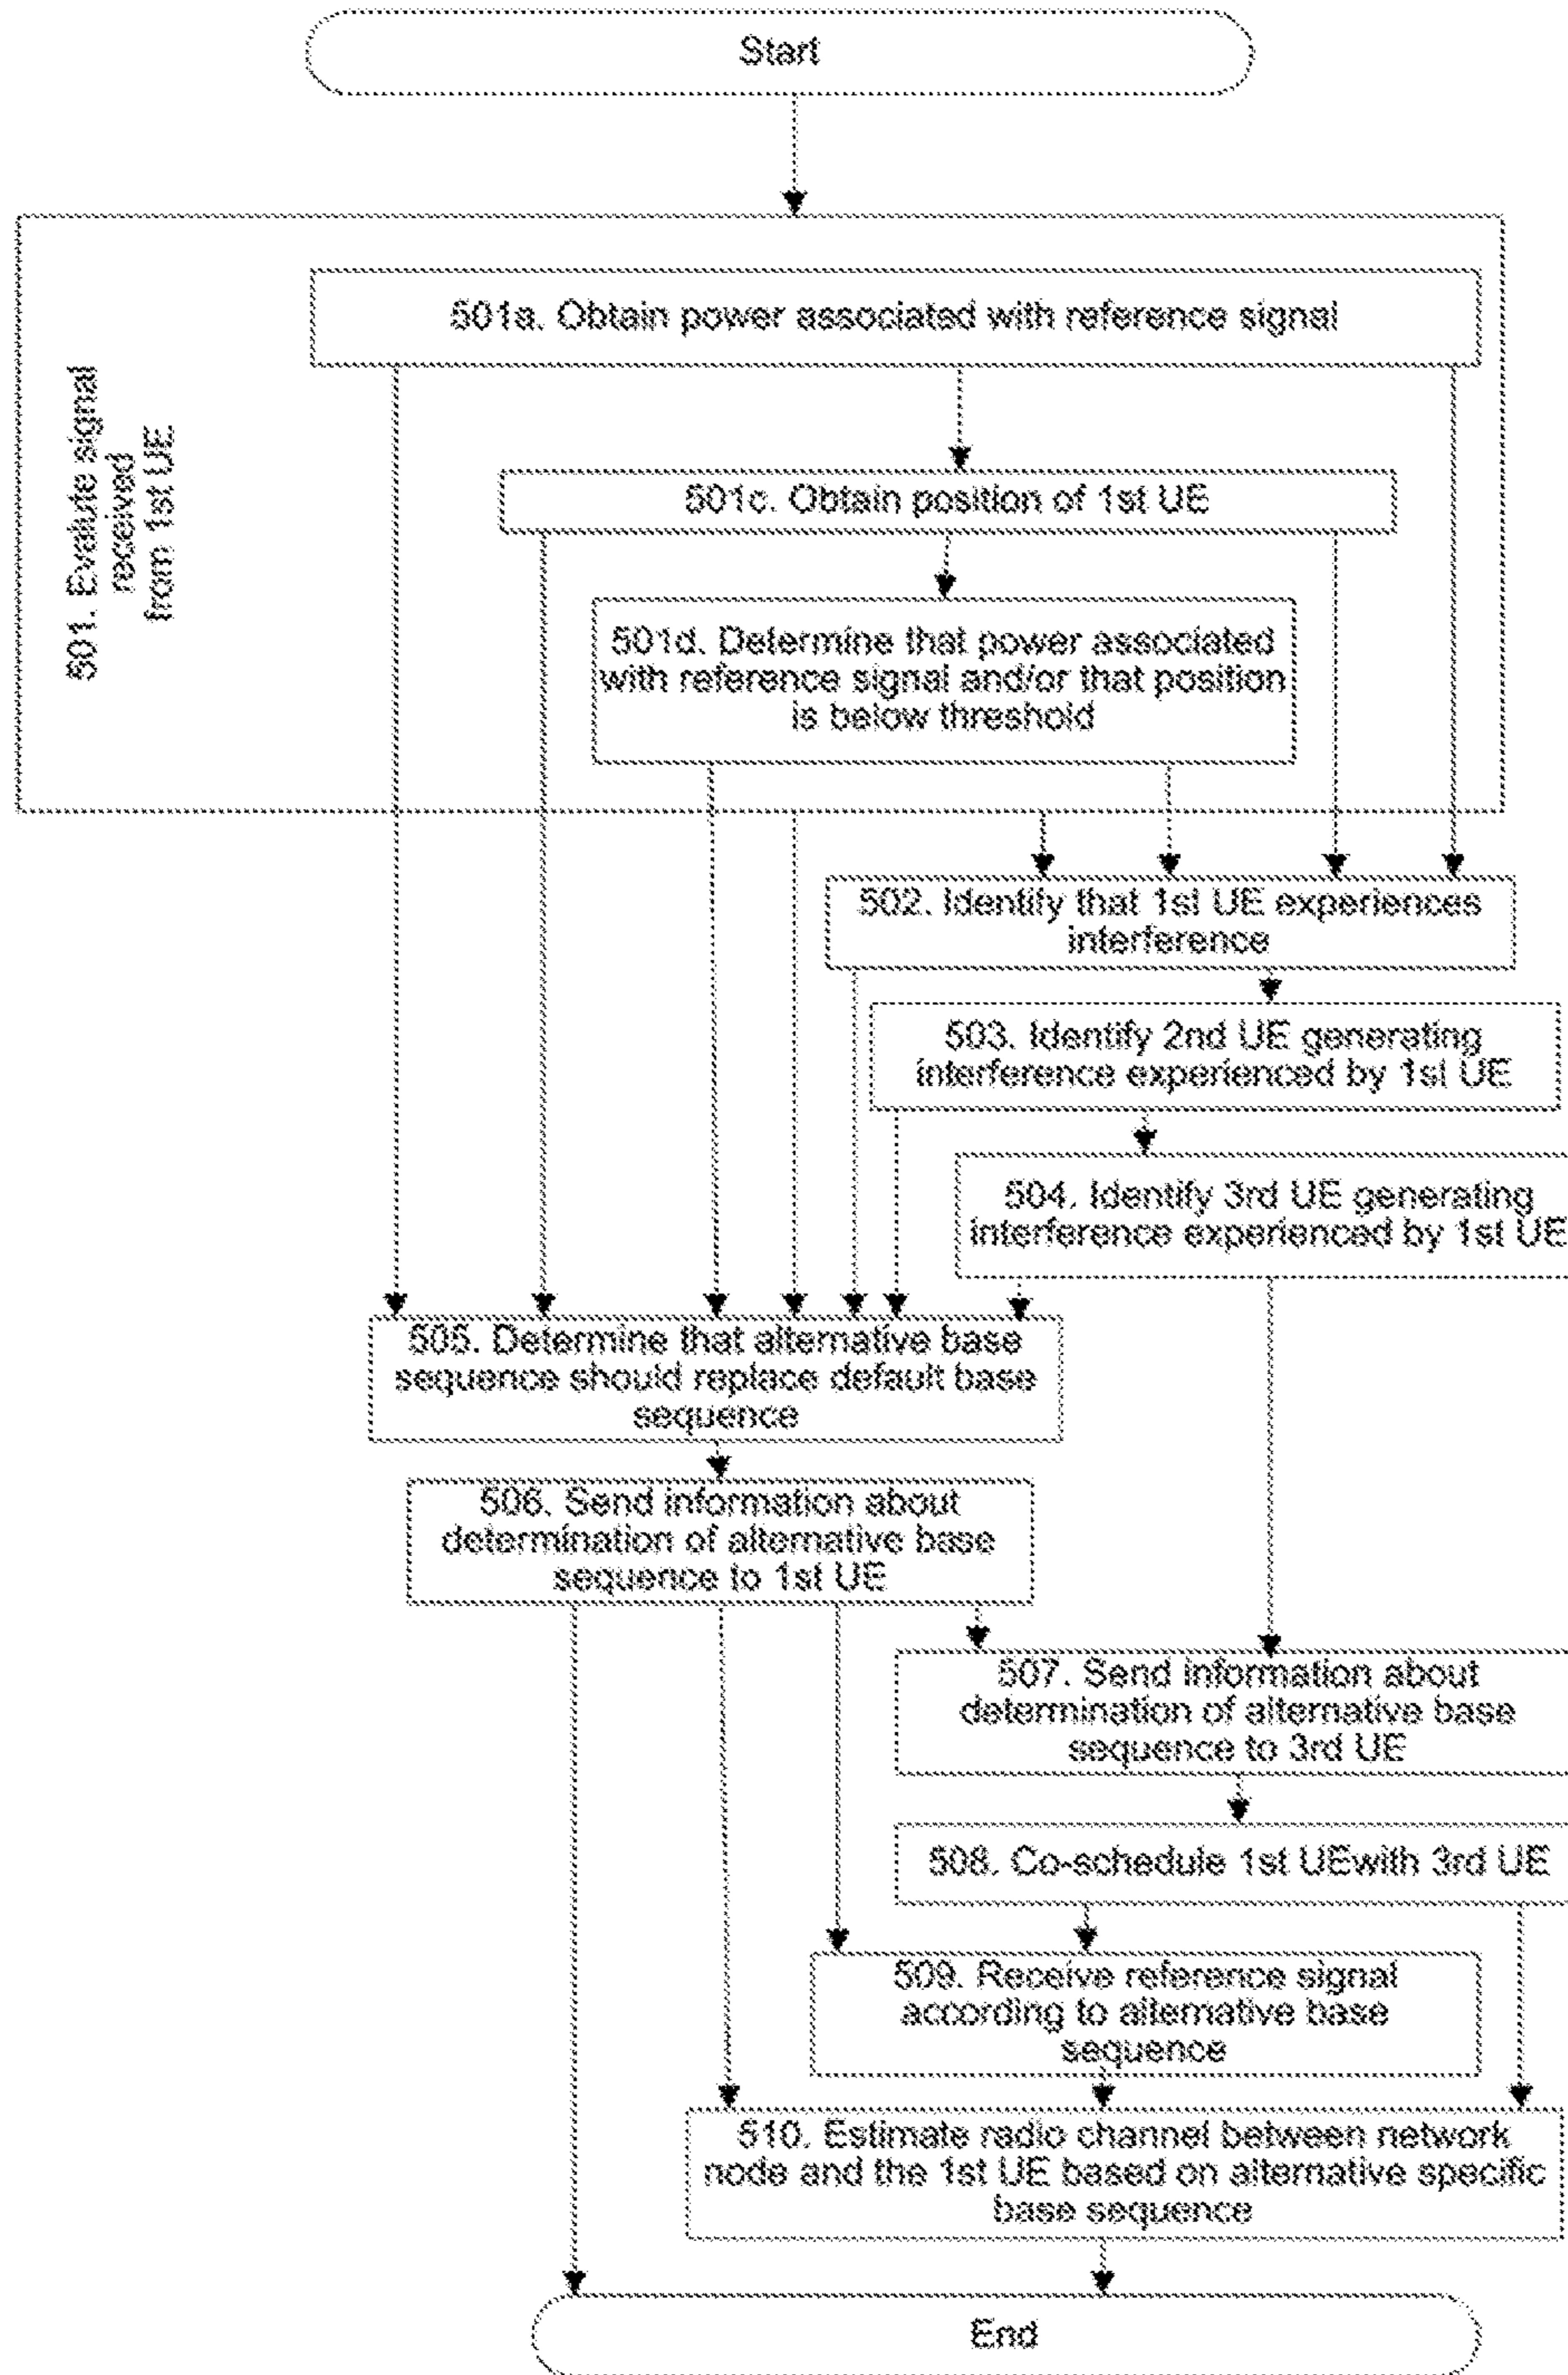 Start
501. Evalute signal
received
from 1st UE
501a. Obtain power associated with reference signal
501c. Obtain position of 1st UE
501d. Determine that power associated
with reference signal and/or that position
is below threshold
502. Identify that 1st UE experiences
interference
503. Identify 2nd UE generating
interference experienced by 1st UE
504. Identify 3rd UE generating
interference experienced by 1st UE
505. Determine that alternative base
sequence should replace default base
sequence
506. Send information about
determination of alternative base
sequence to 1st UE
507. Send information about
determination of alternative base
sequence to 3rd UE
508. Co-schedule 1st UEwith 3rd UE
509. Receive reference signal
according to alternative base
sequence
510. Estimate radio channel between network
node and the 1st UE based on alternative specific
base sequence
End